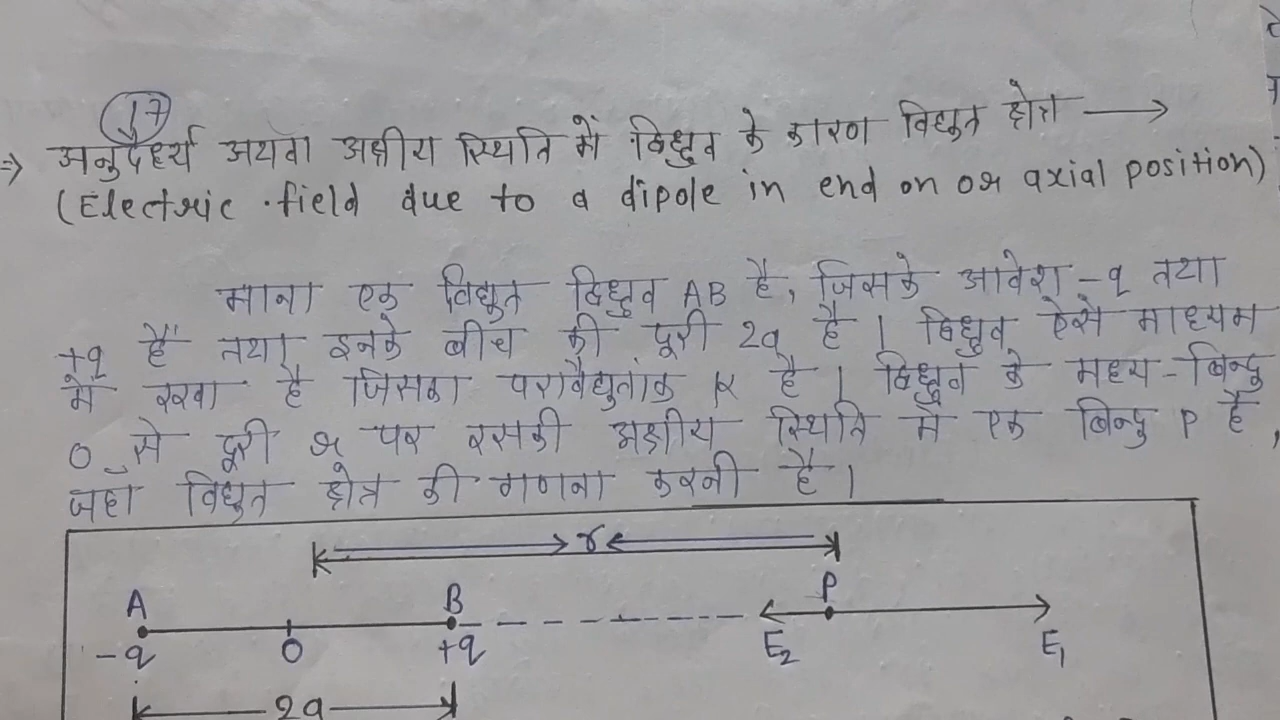 17
⇒ अनुदैर्ध्य अथवा अक्षीय स्थिति में द्विध्रुव के कारण विद्युत क्षेत्र ⟶
(Electric field due to a dipole in end on or axial position)
माना एक विद्युत द्विध्रुव AB है, जिसके आवेश -q तथा
+q हैं तथा इनके बीच की दूरी 2a है। द्विध्रुव ऐसे माध्यम
में रखा है जिसका परावैद्युतांक K है। द्विध्रुव के मध्य-बिन्दु
O से दूरी r पर रसकी अक्षीय स्थिति में एक बिन्दु P है,
जहाँ विद्युत क्षेत्र की गणना करनी है।
r
A B P
-q O +q E₂ E₁
2a